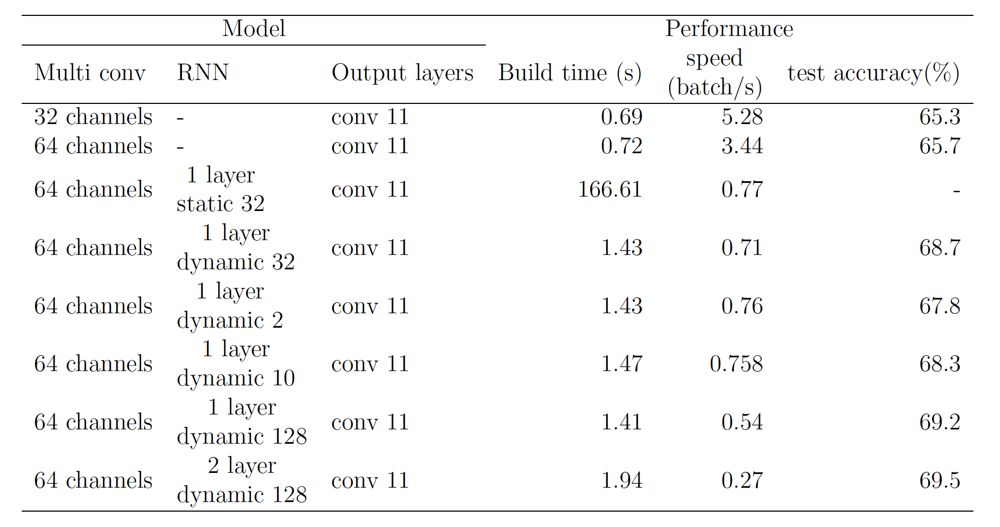 Model Performance
Multi conv RNN Output layers Build time (s) speed (batch/s) test accuracy(%)
32 channels - conv 11 0.69 5.28 65.3
64 channels - conv 11 0.72 3.44 65.7
64 channels 1 layer static 32 conv 11 166.61 0.77 -
64 channels 1 layer dynamic 32 conv 11 1.43 0.71 68.7
64 channels 1 layer dynamic 2 conv 11 1.43 0.76 67.8
64 channels 1 layer dynamic 10 conv 11 1.47 0.758 68.3
64 channels 1 layer dynamic 128 conv 11 1.41 0.54 69.2
64 channels 2 layer dynamic 128 conv 11 1.94 0.27 69.5